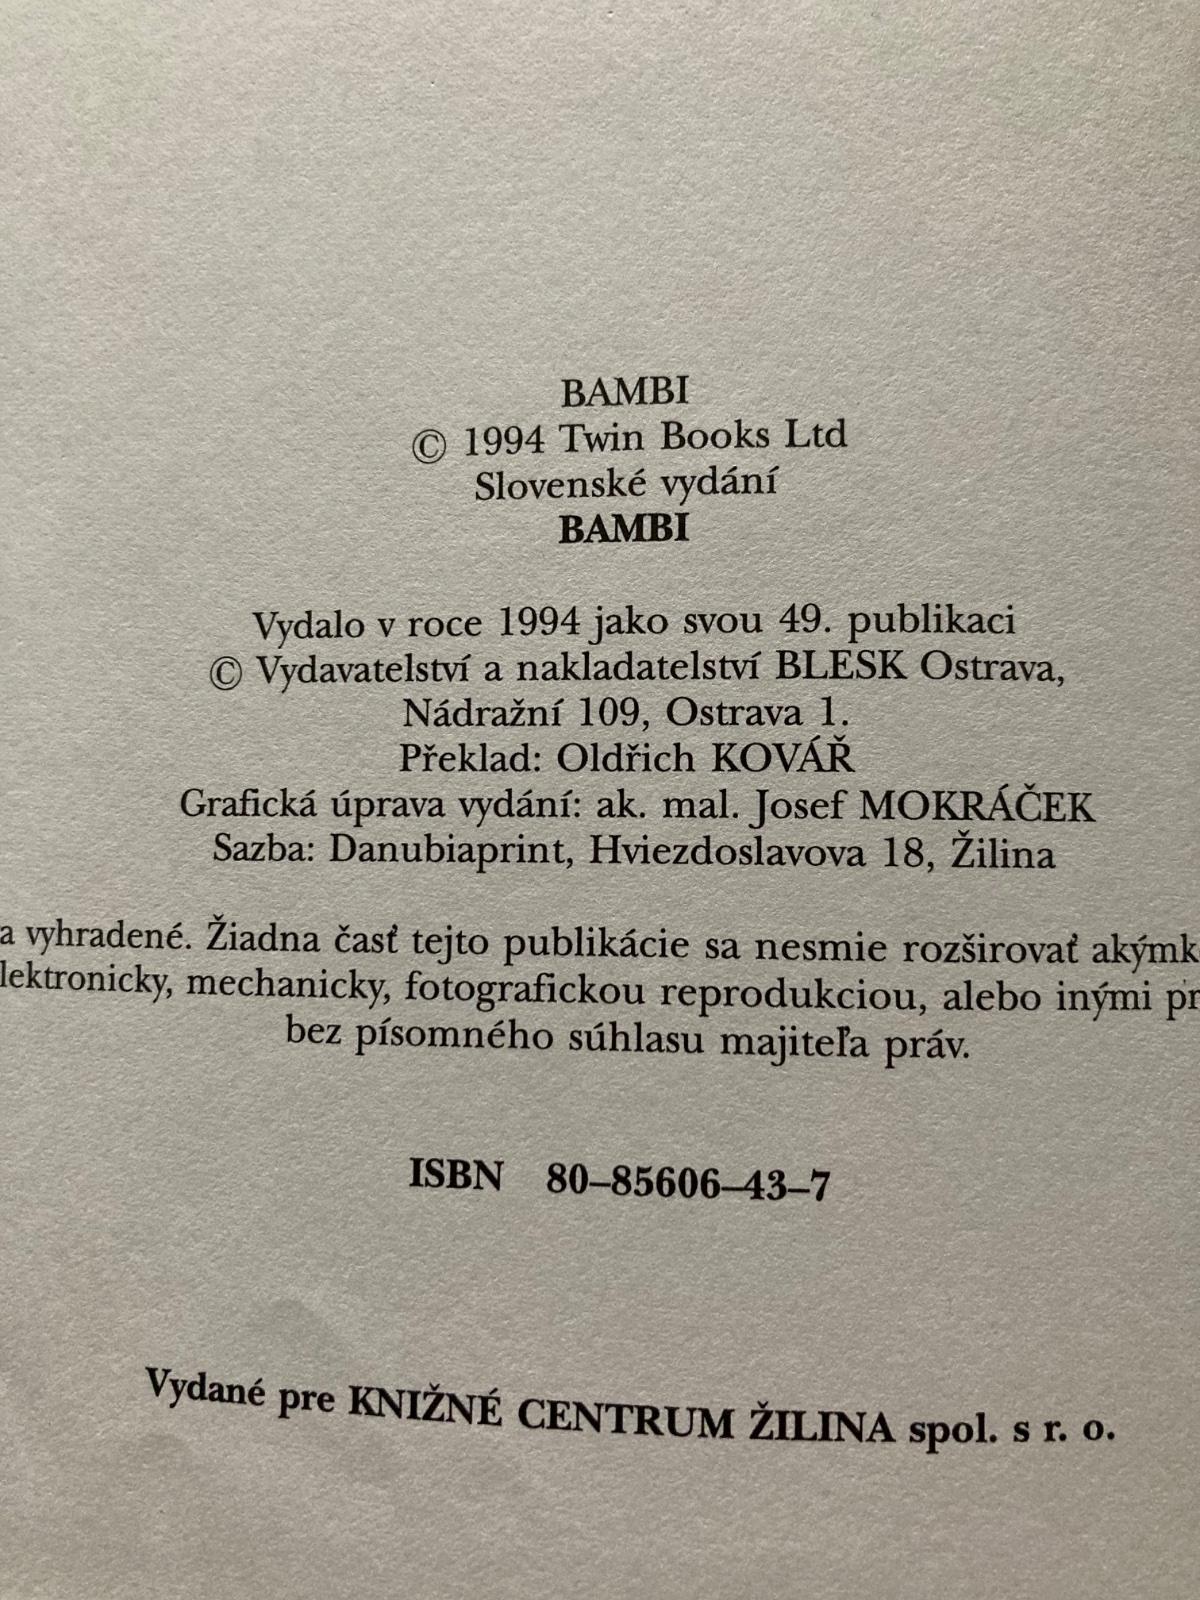 BAMBI
© 1994 Twin Books Ltd
Slovenské vydání
BAMBI
Vydalo v roce 1994 jako svou 49. publikaci
© Vydavatelství a nakladatelství BLESK Ostrava,
Nádražní 109, Ostrava 1.
Překlad: Oldřich KOVÁŘ
Grafická úprava vydání: ak. mal. Josef MOKRÁČEK
Sazba: Danubiaprint, Hviezdoslavova 18, Žilina
a vyhradené. Žiadna časť tejto publikácie sa nesmie rozširovať akýmk
lektronicky, mechanicky, fotografickou reprodukciou, alebo inými pr
bez písomného súhlasu majiteľa práv.
ISBN 80–85606–43–7
Vydané pre KNIŽNÉ CENTRUM ŽILINA spol. s r. o.